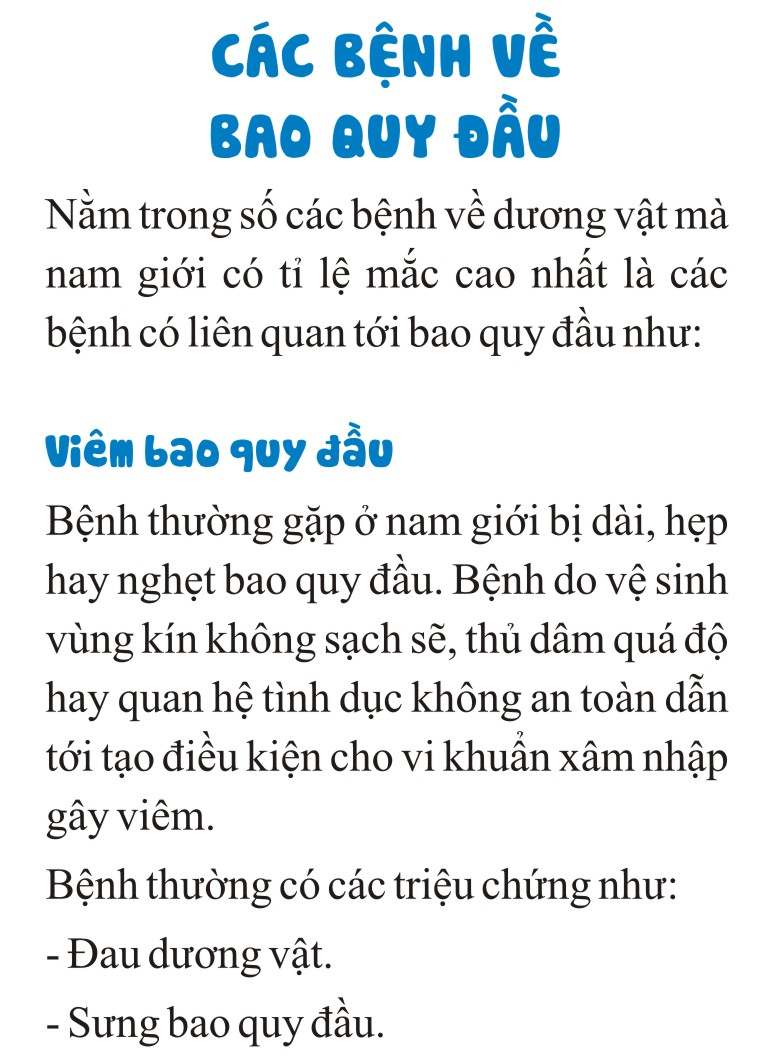 CÁC BỆNH VỀ
BAO QUY ĐẦU
Nằm trong số các bệnh về dương vật mà
nam giới có tỉ lệ mắc cao nhất là các
bệnh có liên quan tới bao quy đầu như:
Viêm bao quy đầu
Bệnh thường gặp ở nam giới bị dài, hẹp
hay nghẹt bao quy đầu. Bệnh do vệ sinh
vùng kín không sạch sẽ, thủ dâm quá độ
hay quan hệ tình dục không an toàn dẫn
tới tạo điều kiện cho vi khuẩn xâm nhập
gây viêm.
Bệnh thường có các triệu chứng như:
- Đau dương vật.
- Sưng bao quy đầu.